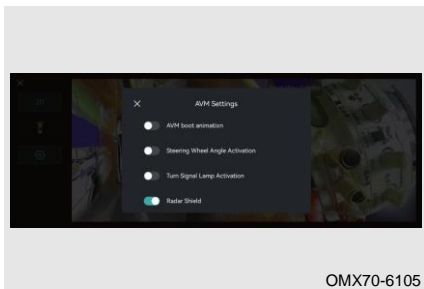 AVM Settings
AVM boot animation
Steering Wheel Angle Activation
Turn Signal Lamp Activation
Radar Shield
OMX70-6105